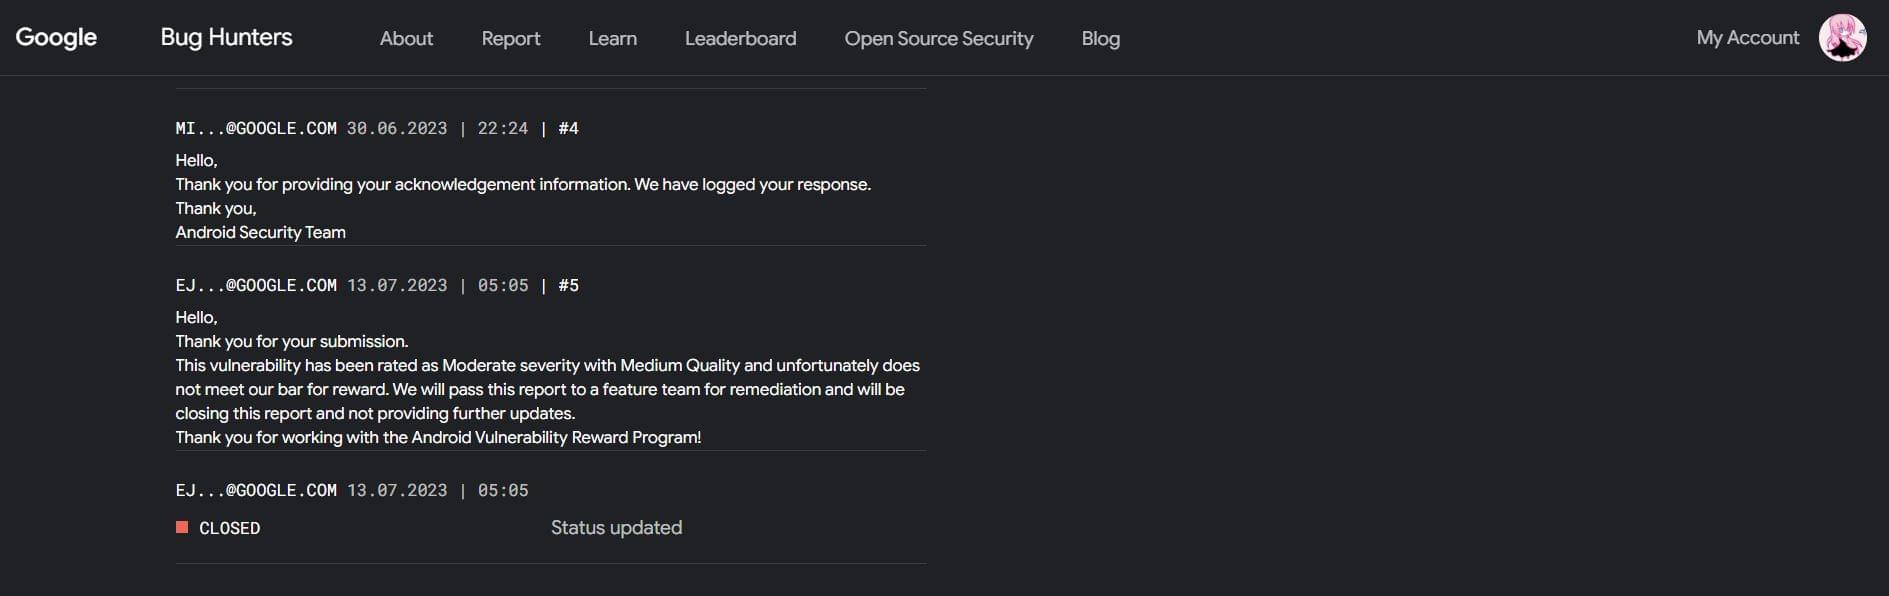 Google Bug Hunters About Report Learn Leaderboard Open Source Security Blog My Account
MI...@GOOGLE.COM 30.06.2023 | 22:24 | #4
Hello,
Thank you for providing your acknowledgement information. We have logged your response.
Thank you,
Android Security Team
EJ...@GOOGLE.COM 13.07.2023 | 05:05 | #5
Hello,
Thank you for your submission.
This vulnerability has been rated as Moderate severity with Medium Quality and unfortunately does
not meet our bar for reward. We will pass this report to a feature team for remediation and will be
closing this report and not providing further updates.
Thank you for working with the Android Vulnerability Reward Program!
EJ...@GOOGLE.COM 13.07.2023 | 05:05
CLOSED Status updated